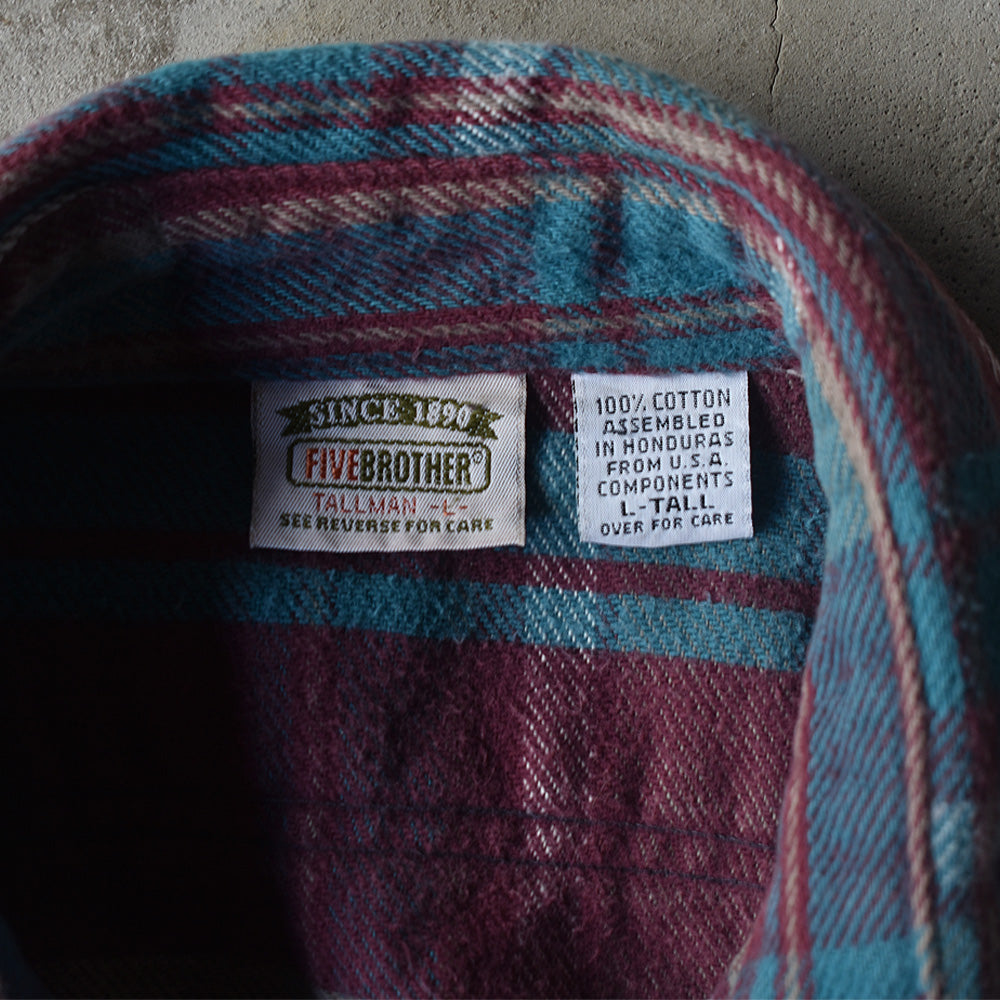 SINCE 1890
FIVEBROTHER®
TALLMAN -L-
SEE REVERSE FOR CARE
100% COTTON
ASSEMBLED
IN HONDURAS
FROM U.S.A.
COMPONENTS
L-TALL
OVER FOR CARE